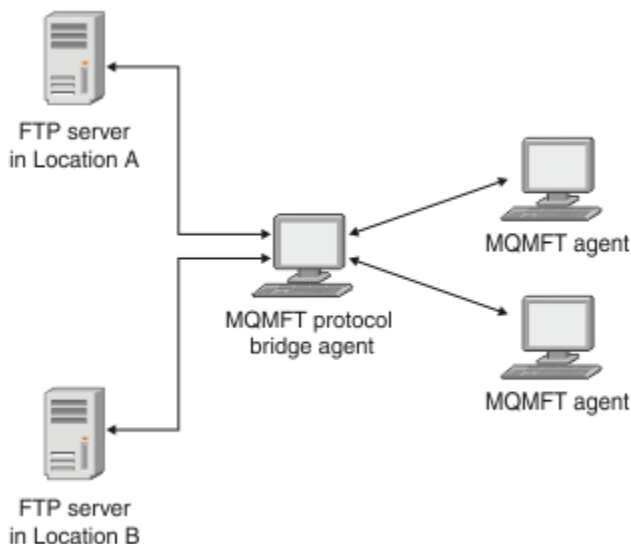 FTP server
in Location A
MQMFT agent
MQMFT protocol
bridge agent
MQMFT agent
FTP server
in Location B